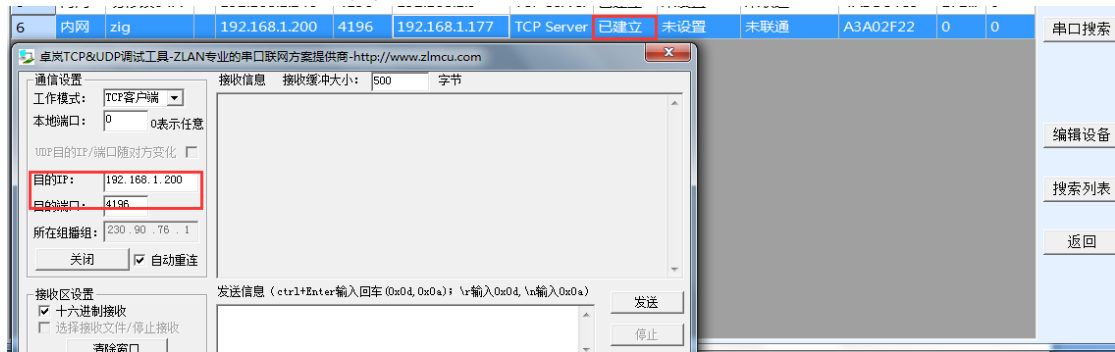 6 内网 zig 192.168.1.200 4196 192.168.1.177 TCP Server 已建立 未设置 未联通 A3A02F22 0 0
串口搜索
编辑设备
搜索列表
返回
卓岚TCP&UDP调试工具-ZLAN专业的串口联网方案提供商-http://www.zlmcu.com
通信设置
工作模式: TCP客户端
本地端口: 0 0表示任意
UDP目的IP/端口随对方变化
目的IP: 192.168.1.200
目的端口: 4196
所在组播组: 230 .90 .76 .1
关闭 自动重连
接收信息 接收缓冲大小: 500 字节
接收区设置
十六进制接收
选择接收文件/停止接收
清除窗口
发送信息（ctrl+Enter输入回车(0x0d,0x0a)；\r输入0x0d,\n输入0x0a）
发送
停止